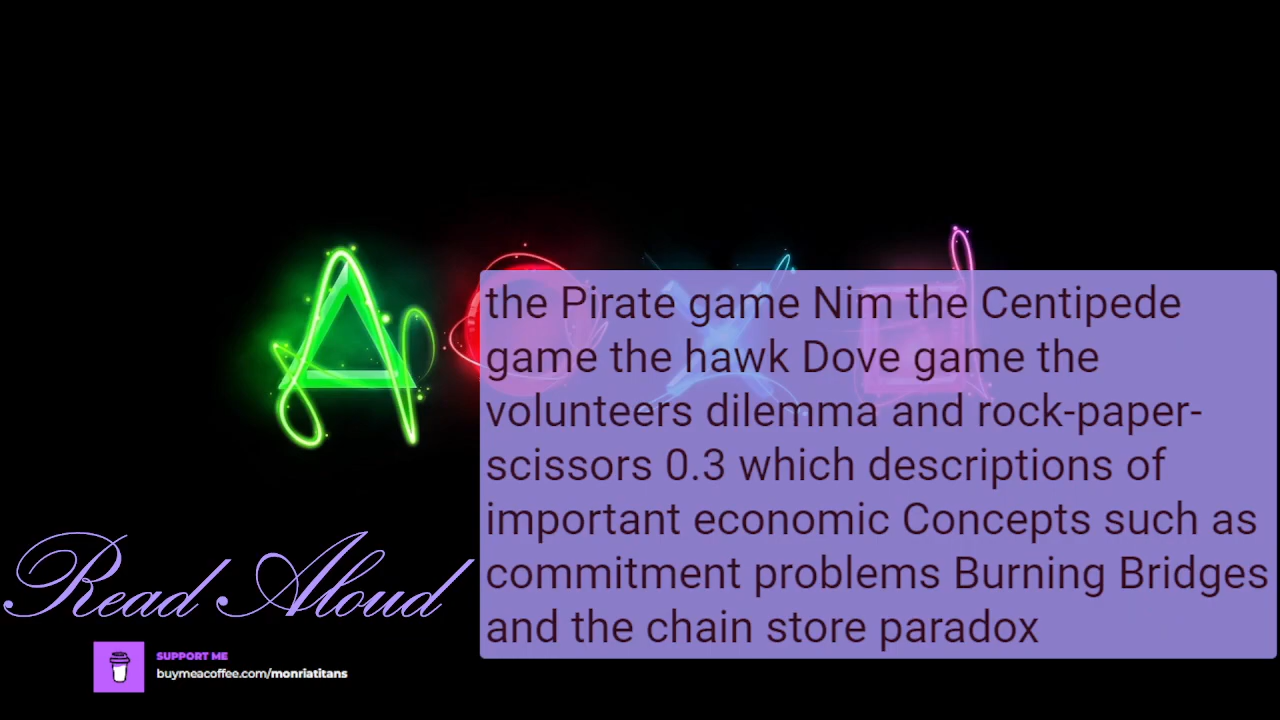 the Pirate game Nim the Centipede
game the hawk Dove game the
volunteers dilemma and rock-paper-
scissors 0.3 which descriptions of
important economic Concepts such as
commitment problems Burning Bridges
and the chain store paradox
Read Aloud
SUPPORT ME
buymeacoffee.com/monriatitans